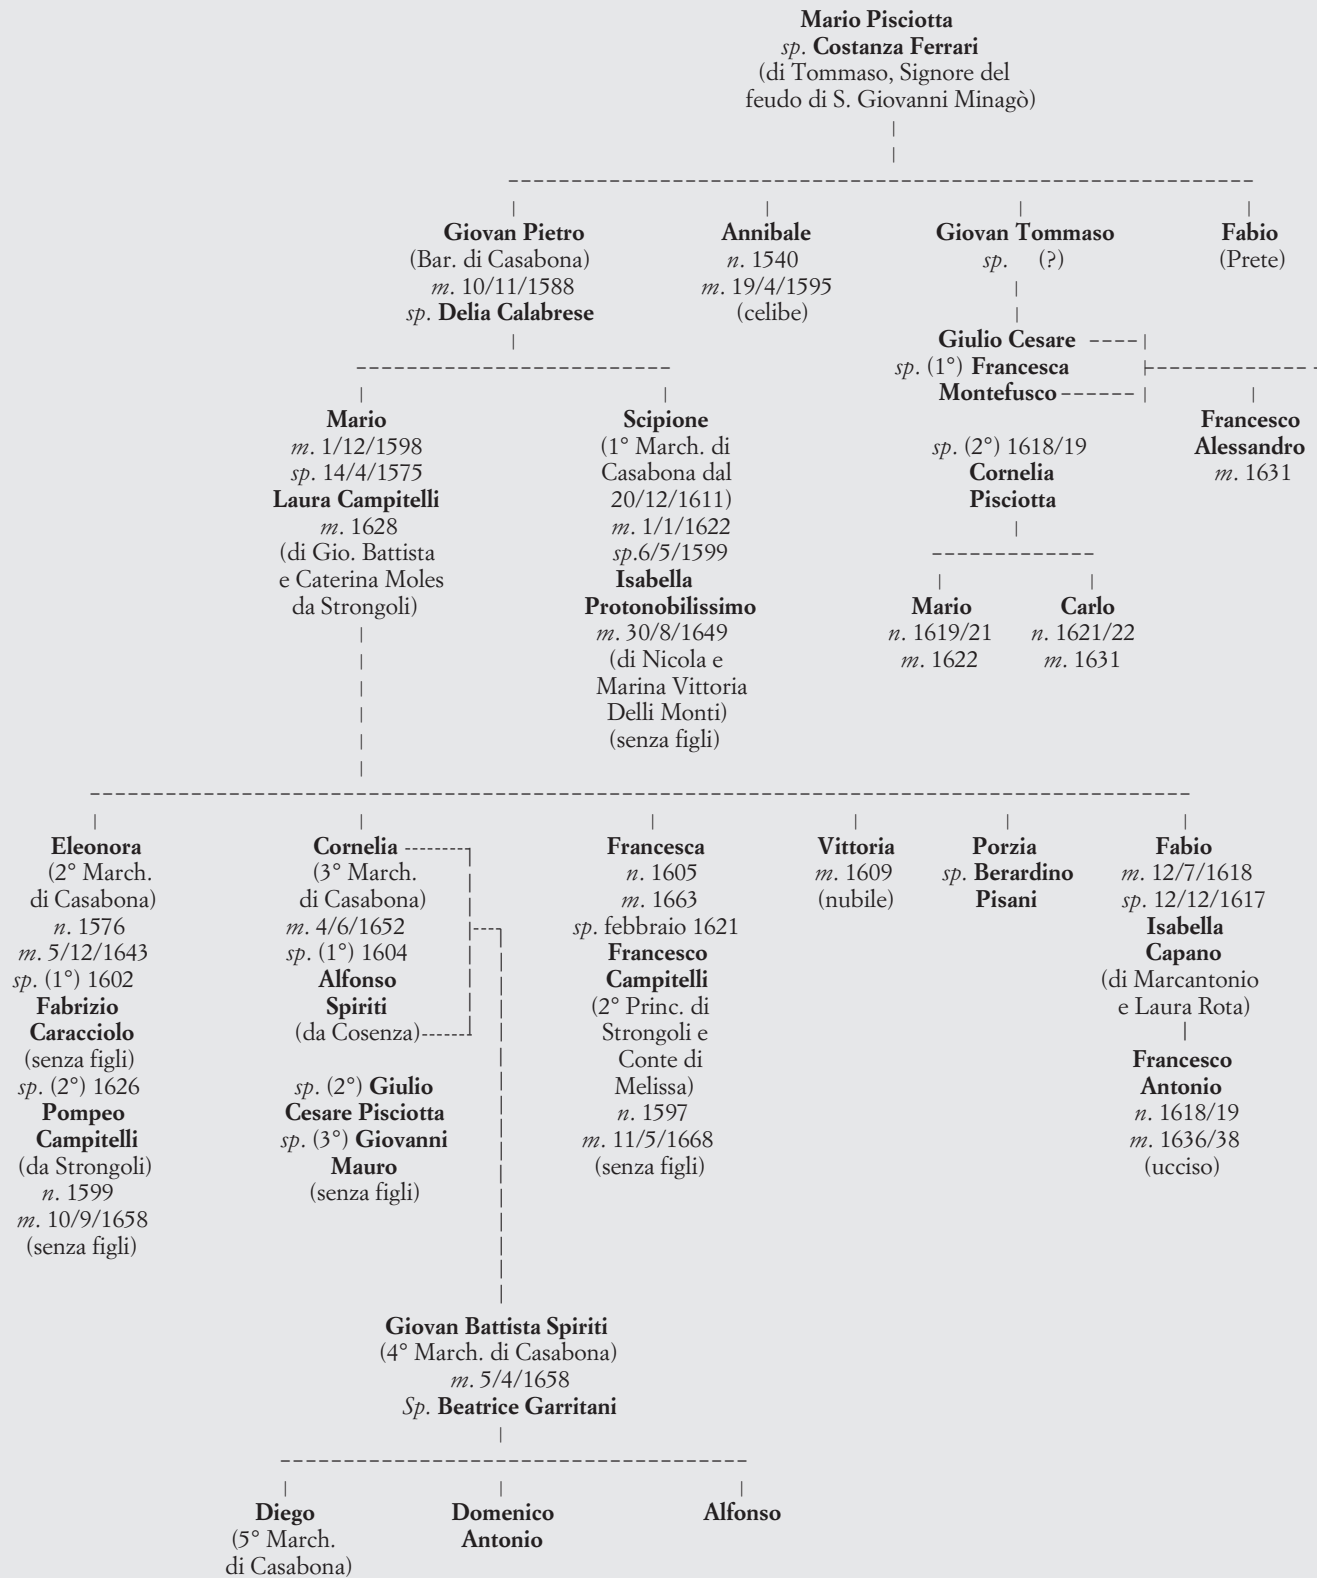 Mario Pisciotta
sp. Costanza Ferrari
(di Tommaso, Signore del
feudo di S. Giovanni Minagò)
Giovan Pietro
(Bar. di Casabona)
m. 10/11/1588
sp. Delia Calabrese
Annibale
n. 1540
m. 19/4/1595
(celibe)
Giovan Tommaso
sp. (?)
Fabio
(Prete)
Giulio Cesare
sp. (1°) Francesca
Montefusco
sp. (2°) 1618/19
Cornelia
Pisciotta
Francesco
Alessandro
m. 1631
Mario
m. 1/12/1598
sp. 14/4/1575
Laura Campitelli
m. 1628
(di Gio. Battista
e Caterina Moles
da Strongoli)
Scipione
(1° March. di
Casabona dal
20/12/1611)
m. 1/1/1622
sp.6/5/1599
Isabella
Protonobilissimo
m. 30/8/1649
(di Nicola e
Marina Vittoria
Delli Monti)
(senza figli)
Mario
n. 1619/21
m. 1622
Carlo
n. 1621/22
m. 1631
Eleonora
(2° March.
di Casabona)
n. 1576
m. 5/12/1643
sp. (1°) 1602
Fabrizio
Caracciolo
(senza figli)
sp. (2°) 1626
Pompeo
Campitelli
(da Strongoli)
n. 1599
m. 10/9/1658
(senza figli)
Cornelia
(3° March.
di Casabona)
m. 4/6/1652
sp. (1°) 1604
Alfonso
Spiriti
(da Cosenza)
sp. (2°) Giulio
Cesare Pisciotta
sp. (3°) Giovanni
Mauro
(senza figli)
Francesca
n. 1605
m. 1663
sp. febbraio 1621
Francesco
Campitelli
(2° Princ. di
Strongoli e
Conte di
Melissa)
n. 1597
m. 11/5/1668
(senza figli)
Vittoria
m. 1609
(nubile)
Porzia
sp. Berardino
Pisani
Fabio
m. 12/7/1618
sp. 12/12/1617
Isabella
Capano
(di Marcantonio
e Laura Rota)
Francesco
Antonio
n. 1618/19
m. 1636/38
(ucciso)
Giovan Battista Spiriti
(4° March. di Casabona)
m. 5/4/1658
Sp. Beatrice Garritani
Diego
(5° March.
di Casabona)
Domenico
Antonio
Alfonso